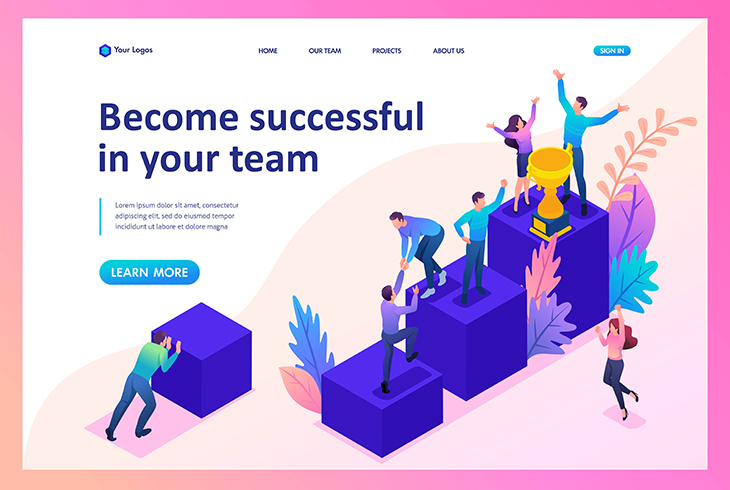 Your Logos
HOME
OUR TEAM
PROJECTS
ABOUT US
SIGN IN
Become successful
in your team
Lorem ipsum dolor sit amet, consectetur
adipiscing elit, sed do eiusmod tempor
incididunt ut labore et dolore magna
LEARN MORE